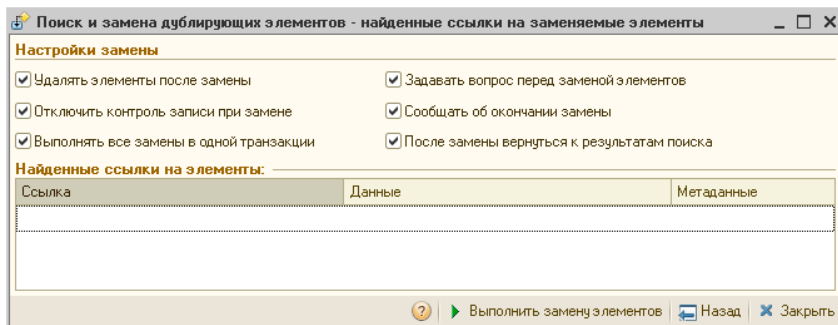 Поиск и замена дублирующих элементов - найденные ссылки на заменяемые элементы
Настройки замены
Удалять элементы после замены
Задавать вопрос перед заменой элементов
Отключить контроль записи при замене
Сообщать об окончании замены
Выполнять все замены в одной транзакции
После замены вернуться к результатам поиска
Найденные ссылки на элементы:
Ссылка Данные Метаданные
? Выполнить замену элементов Назад Закрыть